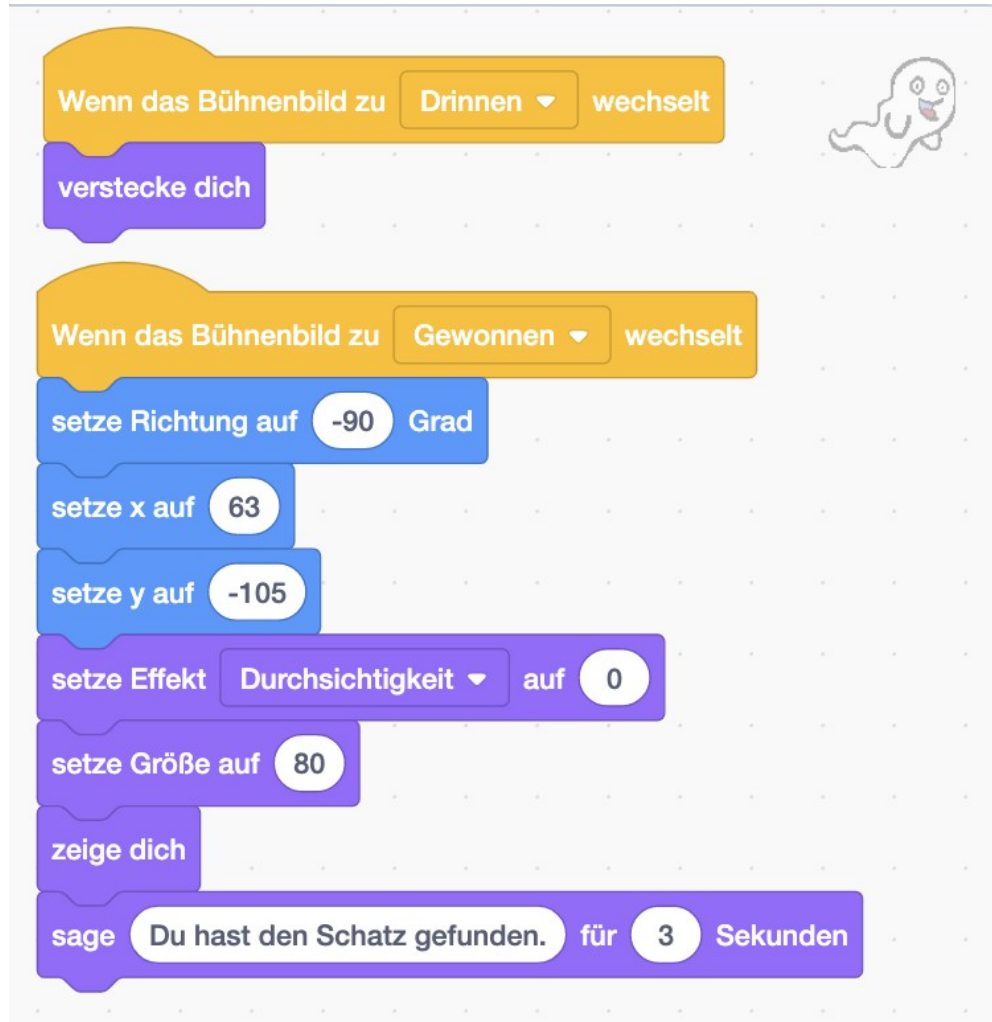 Wenn das Bühnenbild zu Drinnen wechselt
verstecke dich
Wenn das Bühnenbild zu Gewonnen wechselt
setze Richtung auf -90 Grad
setze x auf 63
setze y auf -105
setze Effekt Durchsichtigkeit auf 0
setze Größe auf 80
zeige dich
sage Du hast den Schatz gefunden. für 3 Sekunden